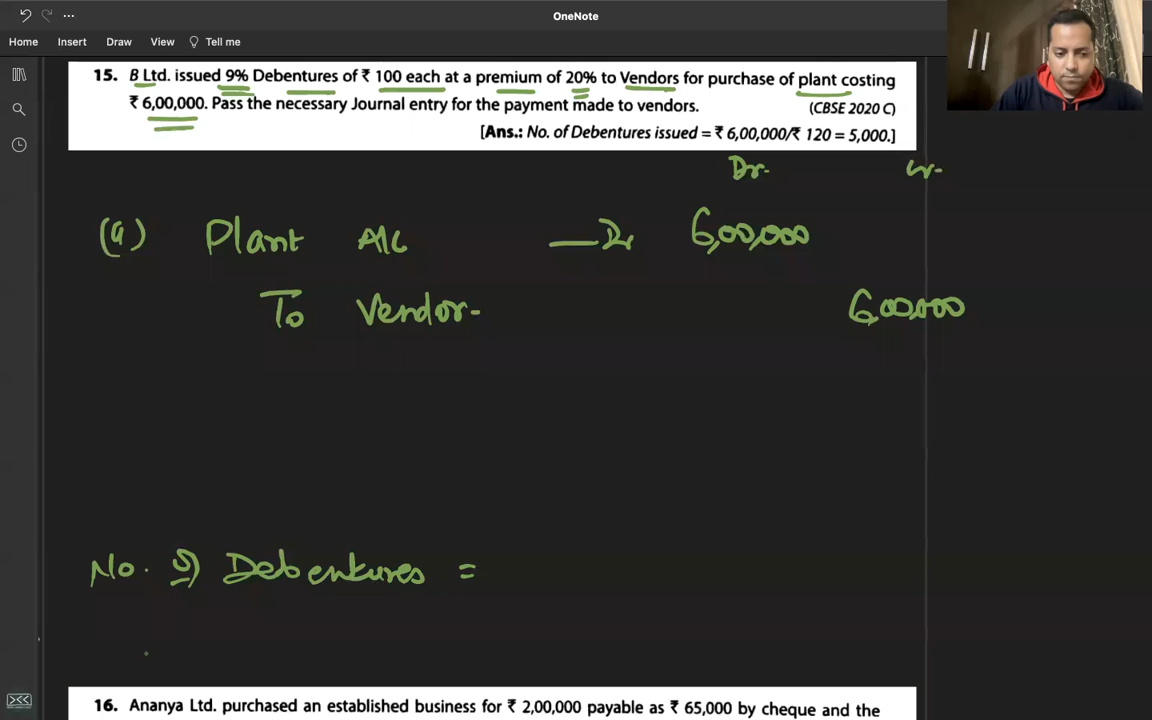 OneNote
Home Insert Draw View Tell me
15. B Ltd. issued 9% Debentures of ₹ 100 each at a premium of 20% to Vendors for purchase of plant costing
₹ 6,00,000. Pass the necessary Journal entry for the payment made to vendors. (CBSE 2020 C)
[Ans.: No. of Debentures issued = ₹ 6,00,000/₹ 120 = 5,000.]
Dr. Cr.
(a) Plant A/c — Dr 6,00,000
To Vendor 6,00,000
No. of Debentures =
16. Ananya Ltd. purchased an established business for ₹ 2,00,000 payable as ₹ 65,000 by cheque and the